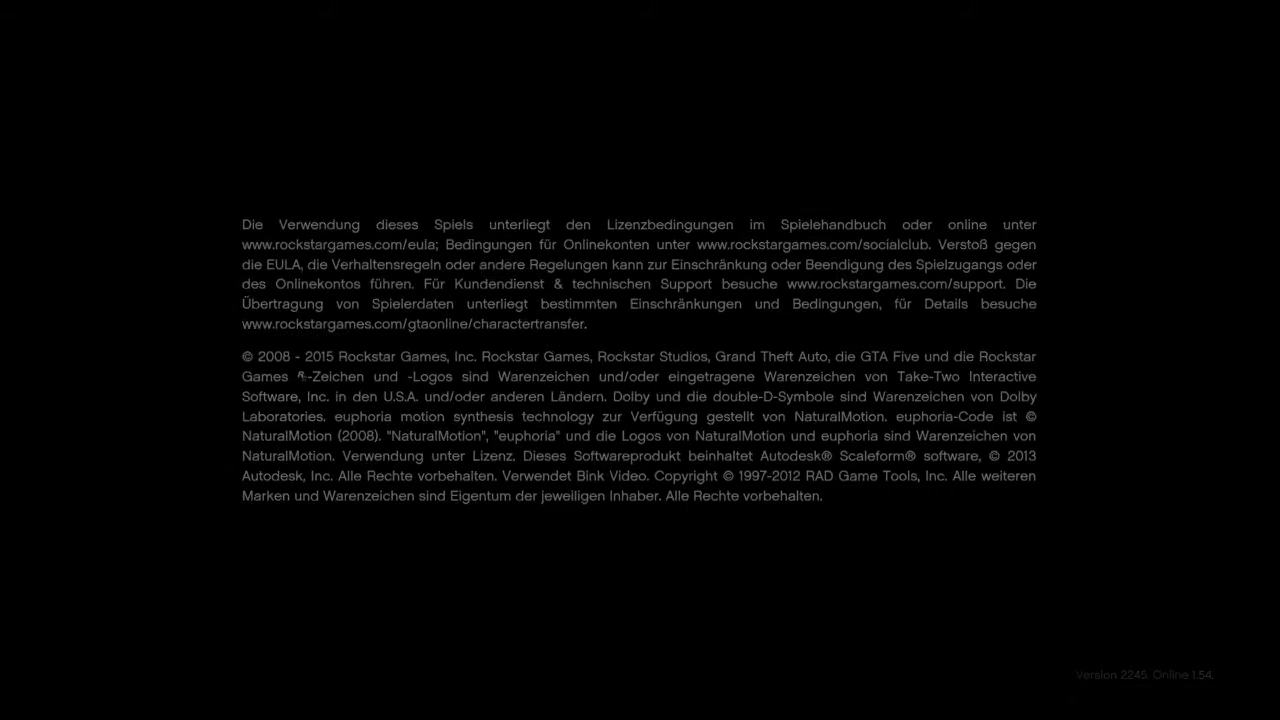 Die Verwendung dieses Spiels unterliegt den Lizenzbedingungen im Spielehandbuch oder online unter
www.rockstargames.com/eula; Bedingungen für Onlinekonten unter www.rockstargames.com/socialclub. Verstoß gegen
die EULA, die Verhaltensregeln oder andere Regelungen kann zur Einschränkung oder Beendigung des Spielzugangs oder
des Onlinekontos führen. Für Kundendienst & technischen Support besuche www.rockstargames.com/support. Die
Übertragung von Spielerdaten unterliegt bestimmten Einschränkungen und Bedingungen, für Details besuche
www.rockstargames.com/gtaonline/charactertransfer.
© 2008 - 2015 Rockstar Games, Inc. Rockstar Games, Rockstar Studios, Grand Theft Auto, die GTA Five und die Rockstar
Games R*-Zeichen und -Logos sind Warenzeichen und/oder eingetragene Warenzeichen von Take-Two Interactive
Software, Inc. in den U.S.A. und/oder anderen Ländern. Dolby und die double-D-Symbole sind Warenzeichen von Dolby
Laboratories. euphoria motion synthesis technology zur Verfügung gestellt von NaturalMotion. euphoria-Code ist ©
NaturalMotion (2008). "NaturalMotion", "euphoria" und die Logos von NaturalMotion und euphoria sind Warenzeichen von
NaturalMotion. Verwendung unter Lizenz. Dieses Softwareprodukt beinhaltet Autodesk® Scaleform® software, © 2013
Autodesk, Inc. Alle Rechte vorbehalten. Verwendet Bink Video. Copyright © 1997-2012 RAD Game Tools, Inc. Alle weiteren
Marken und Warenzeichen sind Eigentum der jeweiligen Inhaber. Alle Rechte vorbehalten.
Version 2245. Online 1.54.